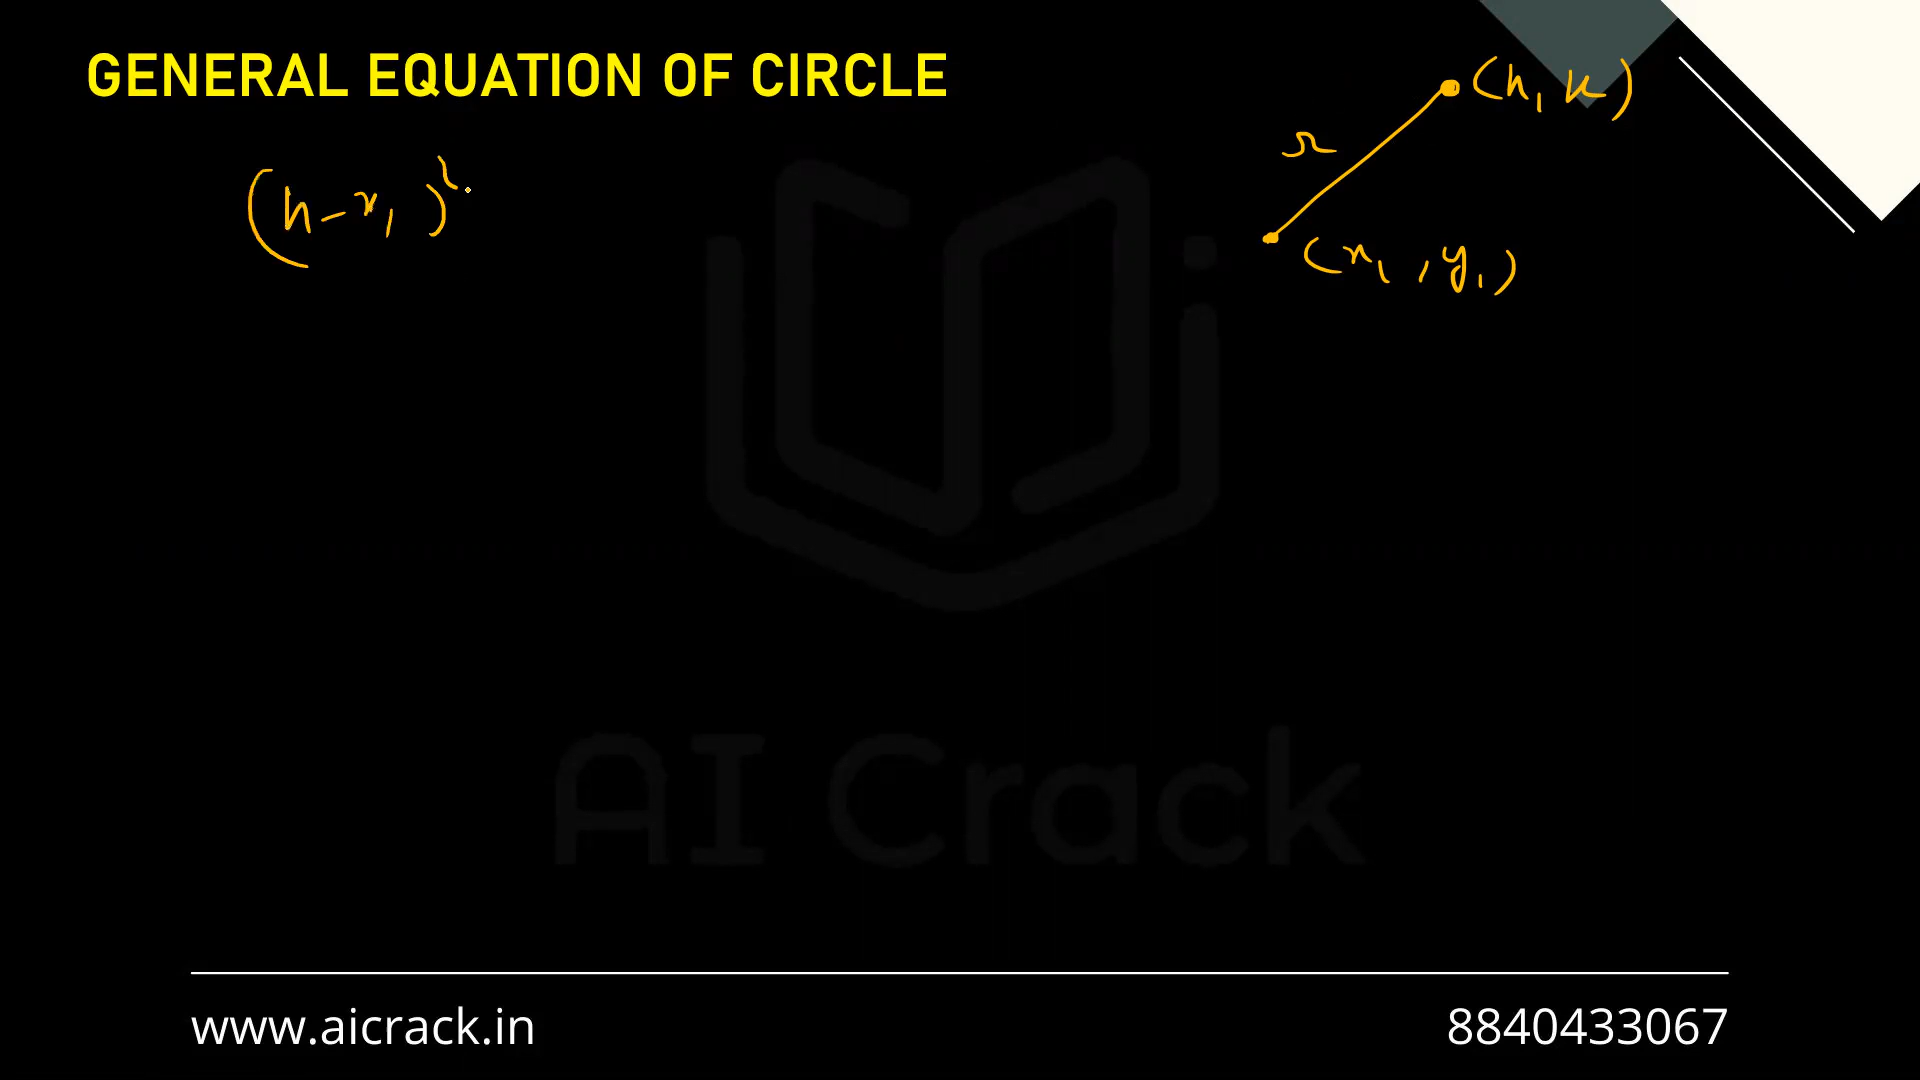 GENERAL EQUATION OF CIRCLE
(h, k)
r
(h - x₁)²
(x₁, y₁)
AI Crack
www.aicrack.in
8840433067